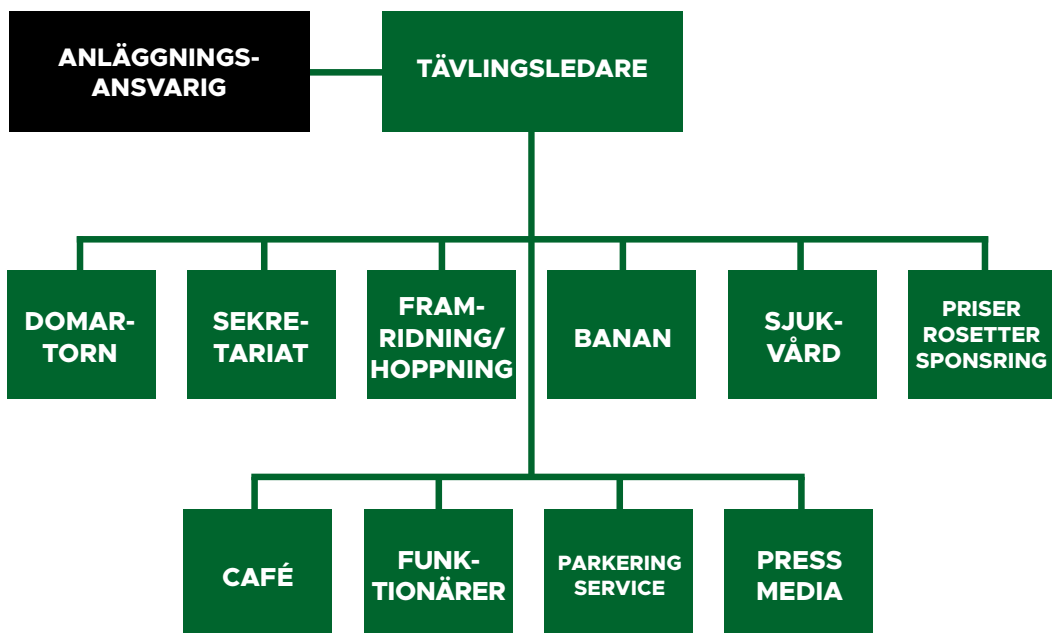 ANLÄGGNINGS-
ANSVARIG
TÄVLINGSLEDARE
DOMAR-
TORN
SEKRE-
TARIAT
FRAM-
RIDNING/
HOPPNING
BANAN
SJUK-
VÅRD
PRISER
ROSETTER
SPONSRING
CAFÉ
FUNK-
TIONÄRER
PARKERING
SERVICE
PRESS
MEDIA